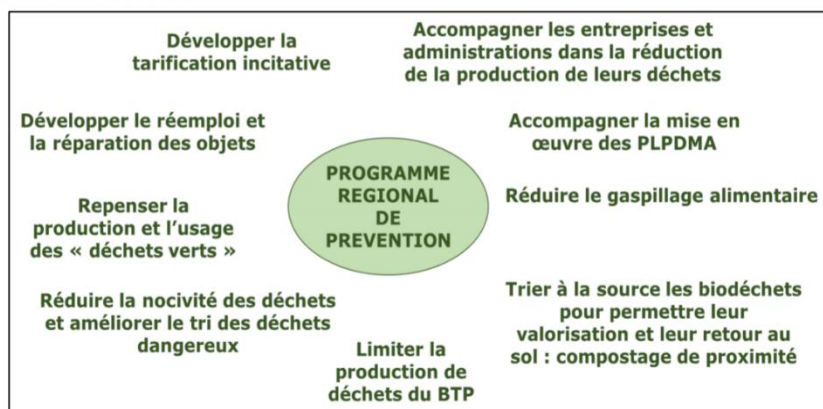 Développer la
tarification incitative
Accompagner les entreprises et
administrations dans la réduction
de la production de leurs déchets
Développer le réemploi et
la réparation des objets
Accompagner la mise en
œuvre des PLPDMA
PROGRAMME
REGIONAL
DE
PREVENTION
Réduire le gaspillage alimentaire
Repenser la
production et l'usage
des « déchets verts »
Réduire la nocivité des déchets
et améliorer le tri des déchets
dangereux
Limiter la
production de
déchets du BTP
Trier à la source les biodéchets
pour permettre leur
valorisation et leur retour au
sol : compostage de proximité